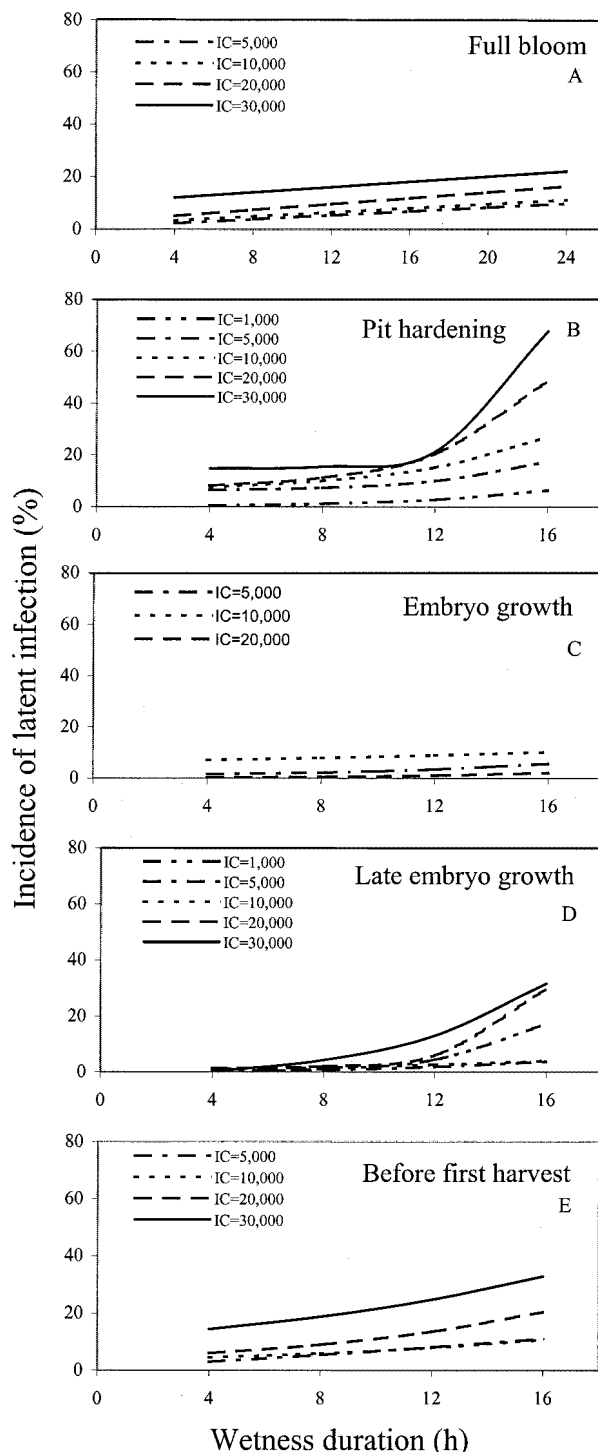 Incidence of latent infection (%)
80
60
40
20
0
IC=5,000
IC=10,000
IC=20,000
IC=30,000
Full bloom
A
0 4 8 12 16 20 24
80
60
40
20
0
IC=1,000
IC=5,000
IC=10,000
IC=20,000
IC=30,000
Pit hardening
B
0 4 8 12 16
80
60
40
20
0
IC=5,000
IC=10,000
IC=20,000
Embryo growth
C
0 4 8 12 16
80
60
40
20
0
IC=1,000
IC=5,000
IC=10,000
IC=20,000
IC=30,000
Late embryo growth
D
0 4 8 12 16
80
60
40
20
0
IC=5,000
IC=10,000
IC=20,000
IC=30,000
Before first harvest
E
0 4 8 12 16
Wetness duration (h)